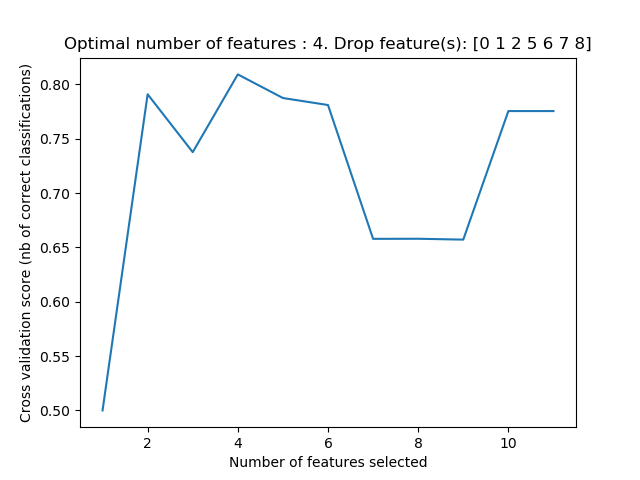 Optimal number of features : 4. Drop feature(s): [0 1 2 5 6 7 8]
Cross validation score (nb of correct classifications)
0.80
0.75
0.70
0.65
0.60
0.55
0.50
2 4 6 8 10
Number of features selected